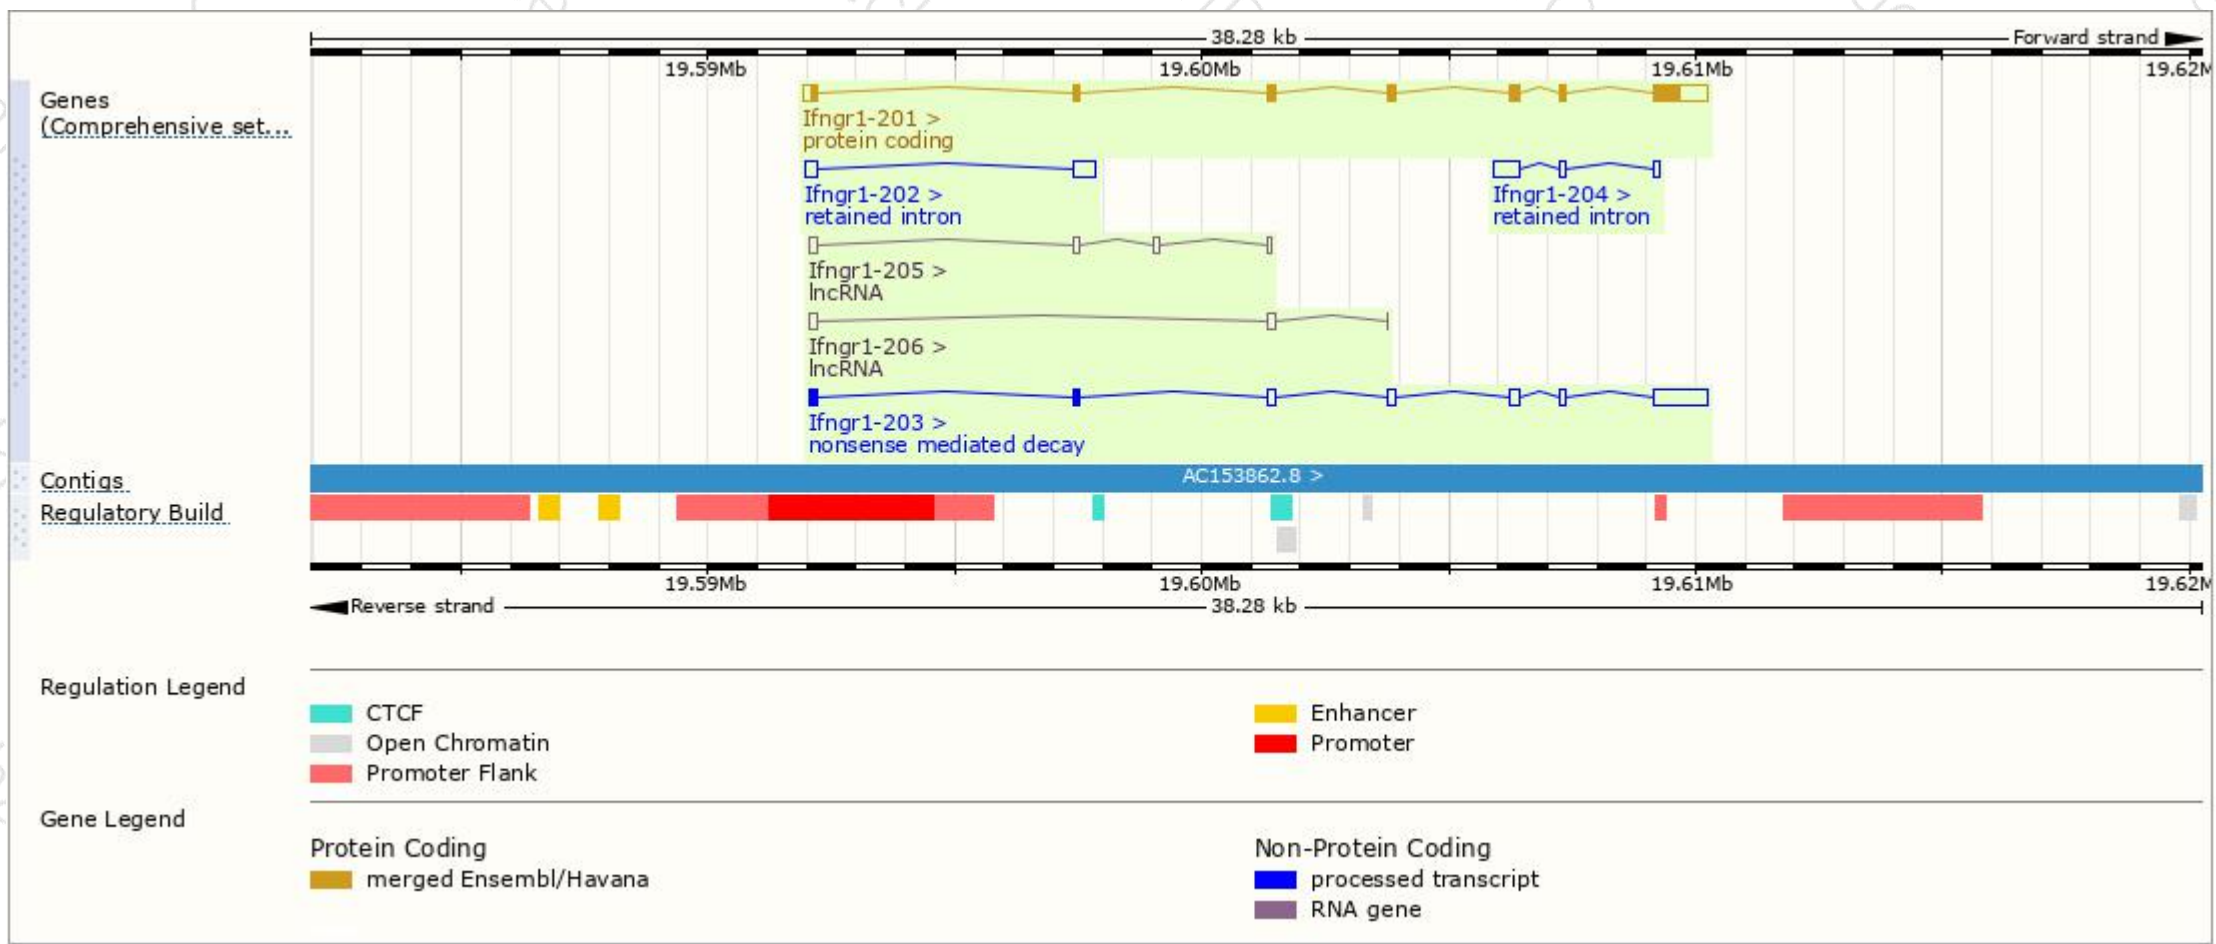 38.28 kb
Forward strand
19.59Mb 19.60Mb 19.61Mb 19.62M
Genes
(Comprehensive set...
Ifngr1-201 >
protein coding
Ifngr1-202 > Ifngr1-204 >
retained intron retained intron
Ifngr1-205 >
lncRNA
Ifngr1-206 >
lncRNA
Ifngr1-203 >
nonsense mediated decay
Contigs AC153862.8 >
Regulatory Build
19.59Mb 19.60Mb 19.61Mb 19.62M
Reverse strand 38.28 kb
Regulation Legend
CTCF Enhancer
Open Chromatin Promoter
Promoter Flank
Gene Legend
Protein Coding Non-Protein Coding
merged Ensembl/Havana processed transcript
RNA gene